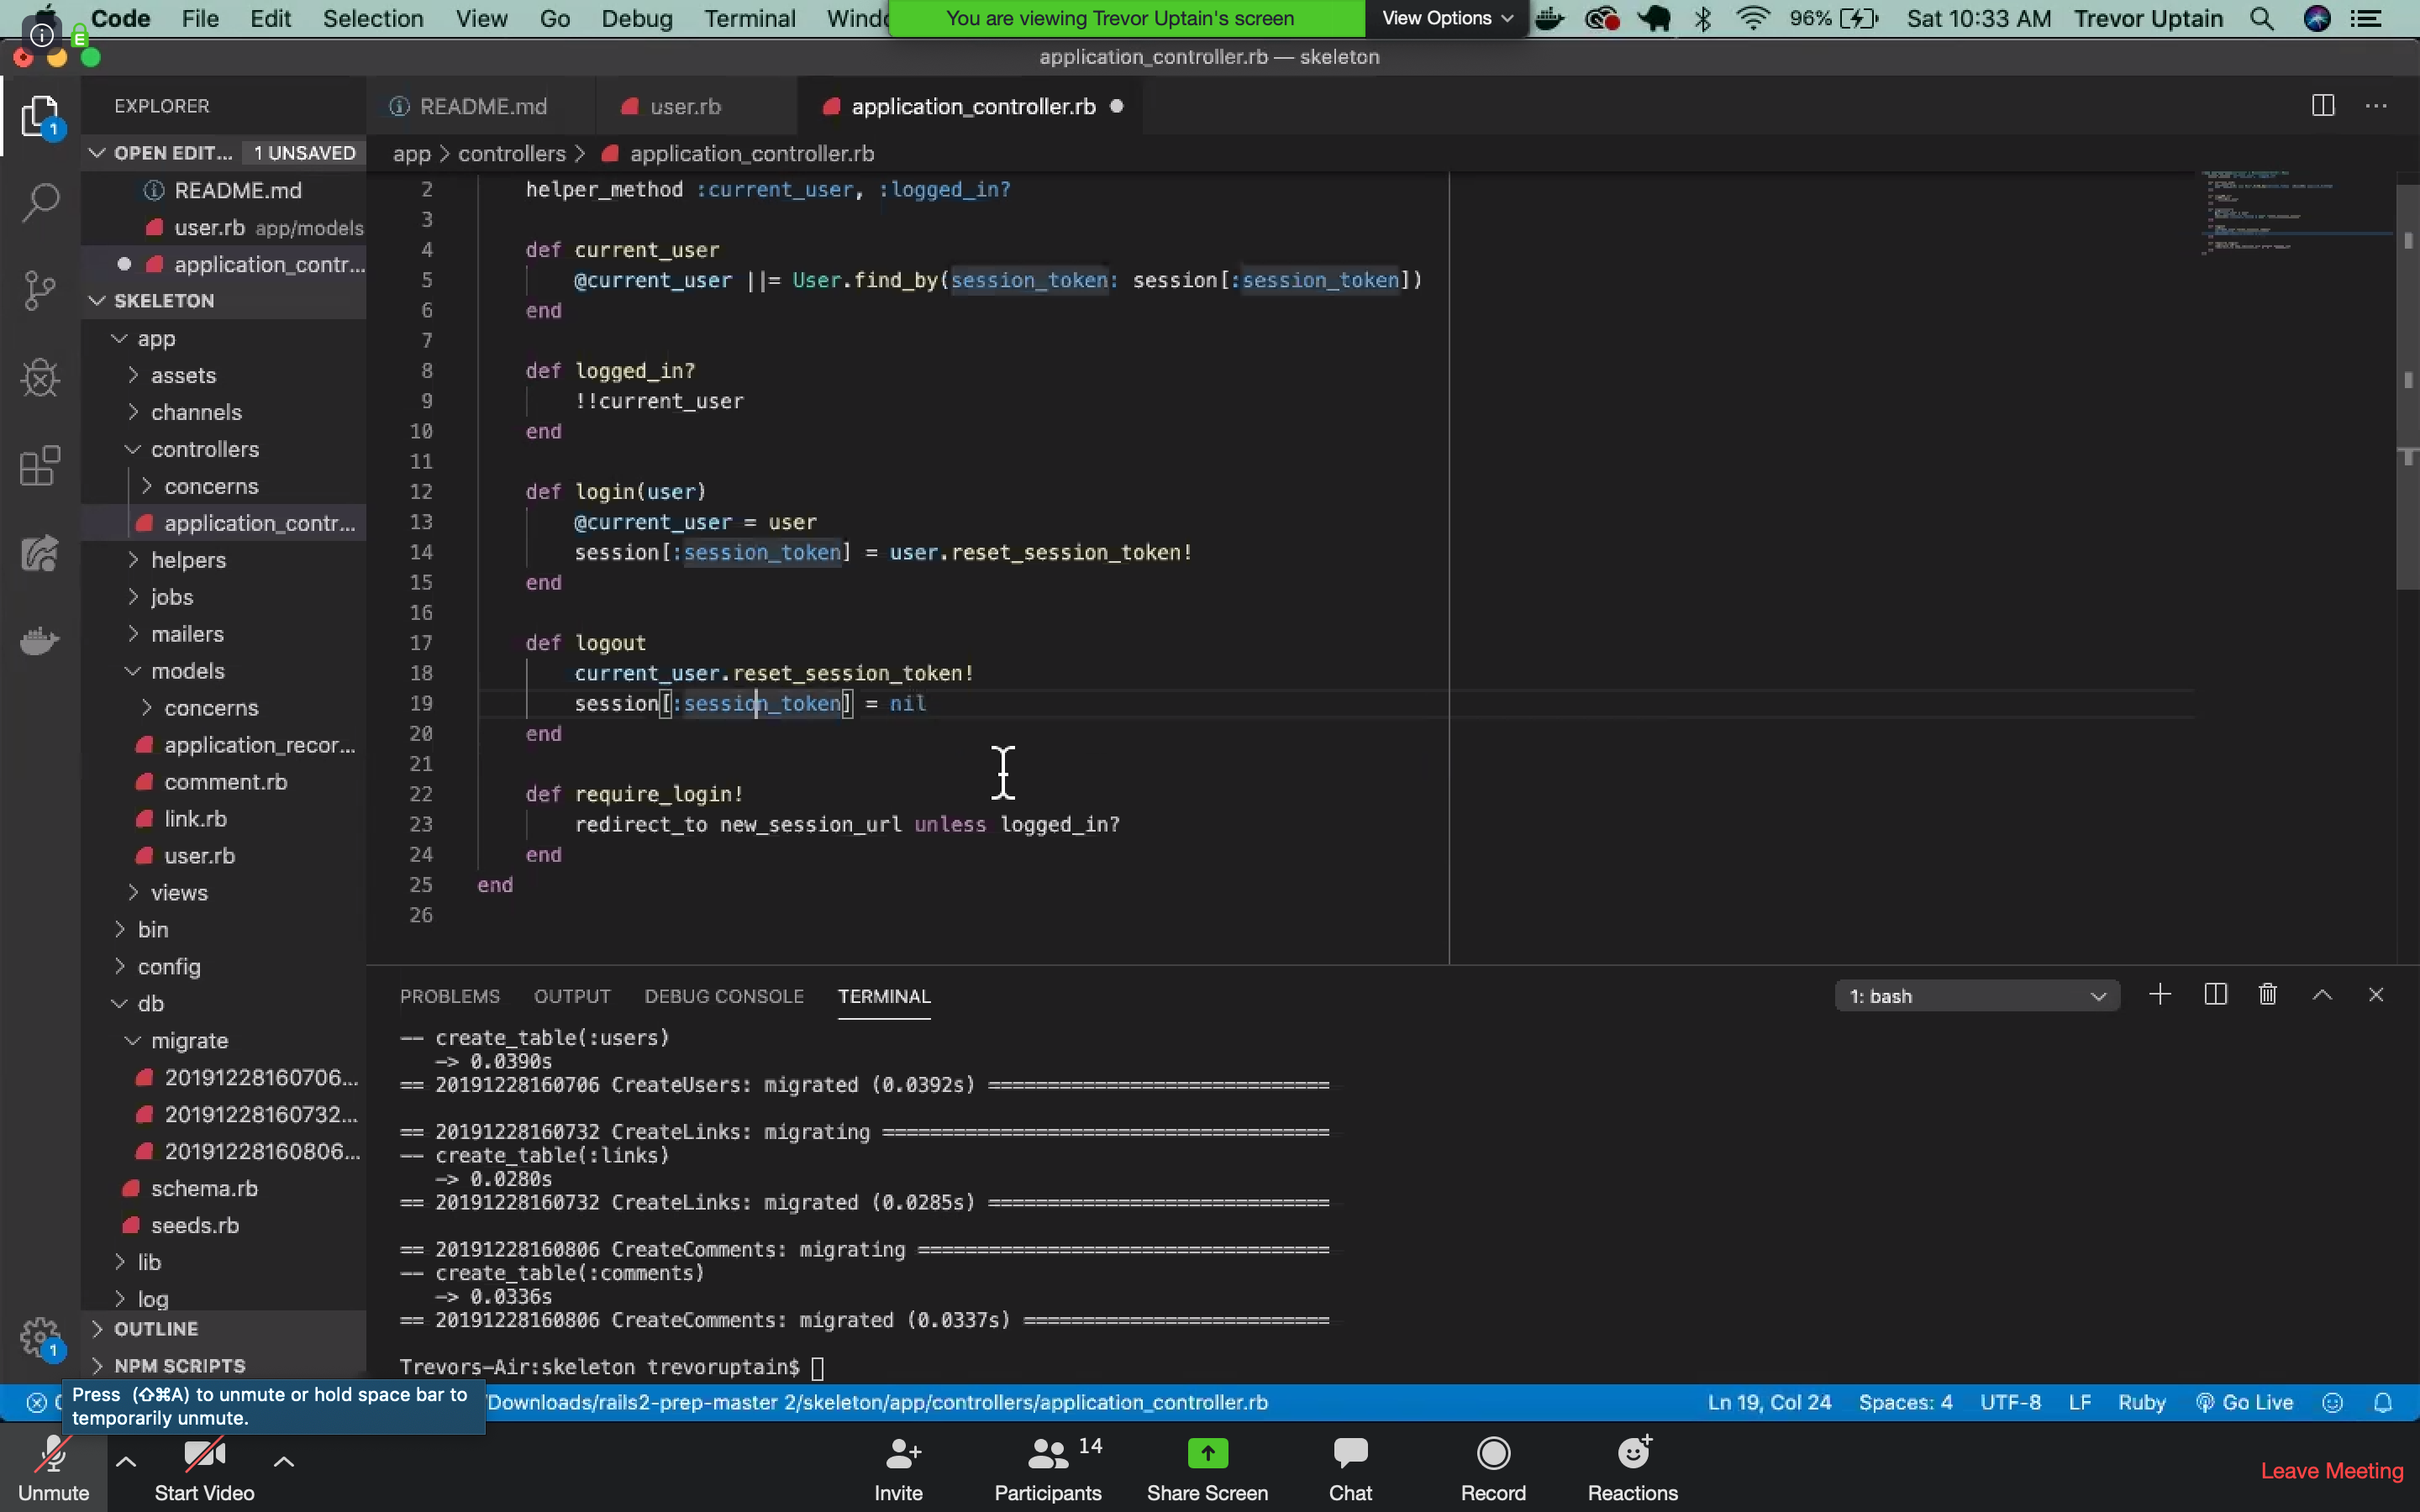 Code File Edit Selection View Go Debug Terminal
You are viewing Trevor Uptain's screen
View Options
96%
Sat 10:33 AM Trevor Uptain
application_controller.rb — skeleton
EXPLORER
README.md
user.rb
application_controller.rb
1
OPEN EDIT... 1 UNSAVED
app > controllers > application_controller.rb
README.md
user.rb app/models
application_contr...
SKELETON
app
assets
channels
controllers
concerns
application_contr...
helpers
jobs
mailers
models
concerns
application_recor...
comment.rb
link.rb
user.rb
views
bin
config
db
migrate
20191228160706...
20191228160732...
20191228160806...
schema.rb
seeds.rb
lib
log
OUTLINE
NPM SCRIPTS
1
2 helper_method :current_user, :logged_in?
3
4 def current_user
5 @current_user ||= User.find_by(session_token: session[:session_token])
6 end
7
8 def logged_in?
9 !!current_user
10 end
11
12 def login(user)
13 @current_user = user
14 session[:session_token] = user.reset_session_token!
15 end
16
17 def logout
18 current_user.reset_session_token!
19 session[:session_token] = nil
20 end
21
22 def require_login!
23 redirect_to new_session_url unless logged_in?
24 end
25 end
26
PROBLEMS OUTPUT DEBUG CONSOLE TERMINAL
1: bash
-- create_table(:users)
-> 0.0390s
== 20191228160706 CreateUsers: migrated (0.0392s) =============================
== 20191228160732 CreateLinks: migrating ======================================
-- create_table(:links)
-> 0.0280s
== 20191228160732 CreateLinks: migrated (0.0285s) =============================
== 20191228160806 CreateComments: migrating ===================================
-- create_table(:comments)
-> 0.0336s
== 20191228160806 CreateComments: migrated (0.0337s) ==========================
Trevors-Air:skeleton trevoruptain$
Press (⇧⌘A) to unmute or hold space bar to
temporarily unmute.
Downloads/rails2-prep-master 2/skeleton/app/controllers/application_controller.rb
Ln 19, Col 24 Spaces: 4 UTF-8 LF Ruby Go Live
14
Unmute
Start Video
Invite
Participants
Share Screen
Chat
Record
Reactions
Leave Meeting